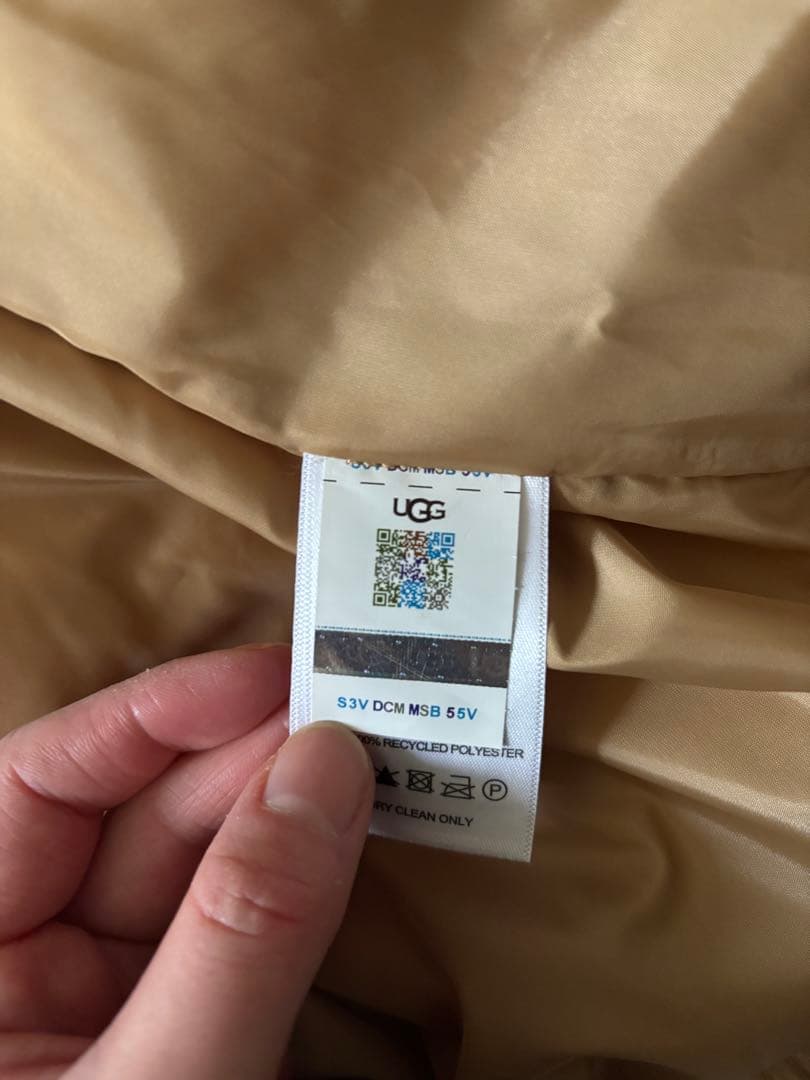 UGG
S3V DCM MSB 55V
RECYCLED POLYESTER
DRY CLEAN ONLY